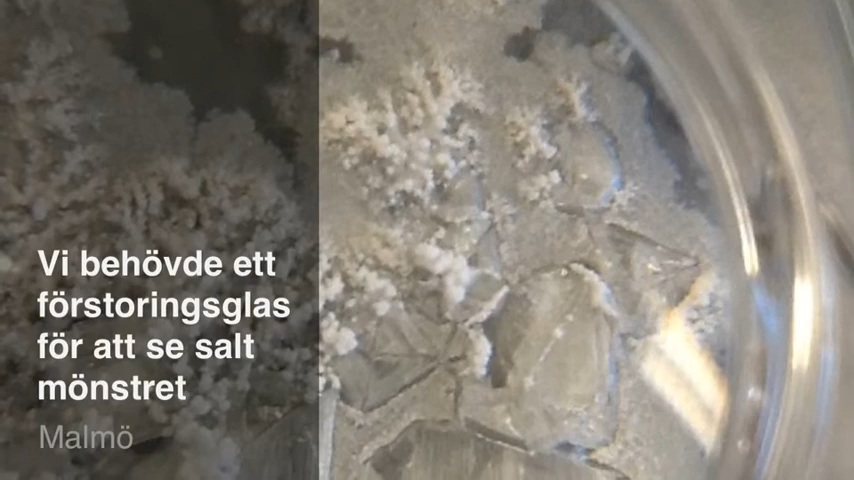 Vi behövde ett
förstoringsglas
för att se salt
mönstret
Malmö